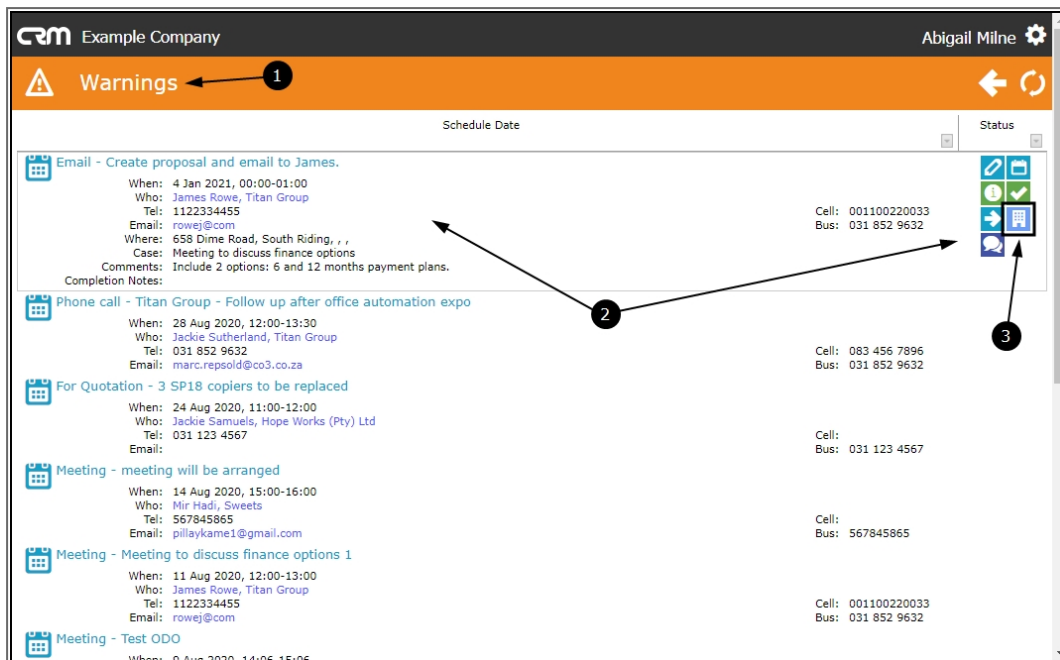 CRM Example Company Abigail Milne
Warnings 1
Schedule Date Status
Email - Create proposal and email to James.
When: 4 Jan 2021, 00:00-01:00
Who: James Rowe, Titan Group
Tel: 1122334455 Cell: 001100220033
Email: rowej@com Bus: 031 852 9632
Where: 658 Dime Road, South Riding, , ,
Case: Meeting to discuss finance options
Comments: Include 2 options: 6 and 12 months payment plans.
Completion Notes:
Phone call - Titan Group - Follow up after office automation expo
2
3
When: 28 Aug 2020, 12:00-13:30
Who: Jackie Sutherland, Titan Group
Tel: 031 852 9632 Cell: 083 456 7896
Email: marc.repsold@co3.co.za Bus: 031 852 9632
For Quotation - 3 SP18 copiers to be replaced
When: 24 Aug 2020, 11:00-12:00
Who: Jackie Samuels, Hope Works (Pty) Ltd
Tel: 031 123 4567 Cell:
Email: Bus: 031 123 4567
Meeting - meeting will be arranged
When: 14 Aug 2020, 15:00-16:00
Who: Mir Hadi, Sweets
Tel: 567845865 Cell:
Email: pillaykame1@gmail.com Bus: 567845865
Meeting - Meeting to discuss finance options 1
When: 11 Aug 2020, 12:00-13:00
Who: James Rowe, Titan Group
Tel: 1122334455 Cell: 001100220033
Email: rowej@com Bus: 031 852 9632
Meeting - Test ODO
When: 9 Aug 2020, 14:06-15:06